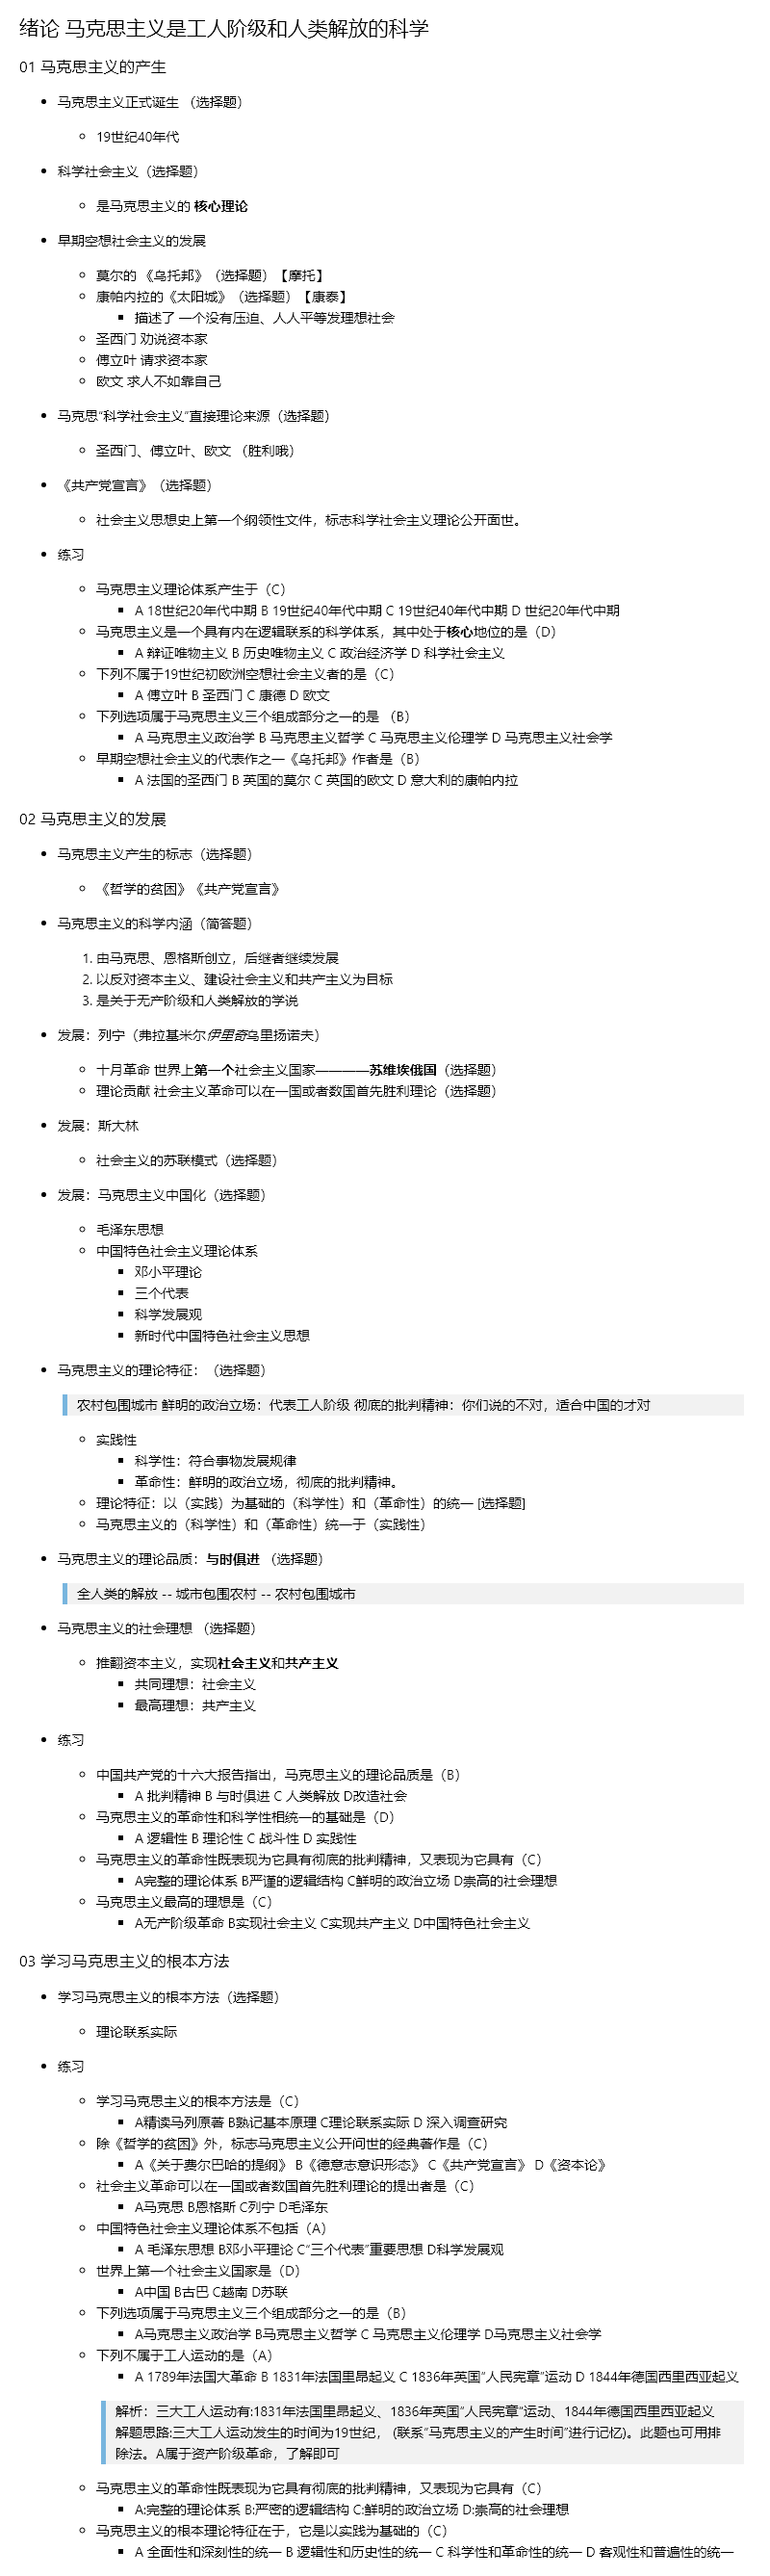 绪论 马克思主义是工人阶级和人类解放的科学
01 马克思主义的产生
马克思主义正式诞生 （选择题）
19世纪40年代
科学社会主义（选择题）
是马克思主义的 核心理论
早期空想社会主义的发展
莫尔的 《乌托邦》（选择题）【摩托】
康帕内拉的《太阳城》（选择题）【康泰】
描述了 一个没有压迫、人人平等发理想社会
圣西门 劝说资本家
傅立叶 请求资本家
欧文 求人不如靠自己
马克思“科学社会主义”直接理论来源（选择题）
圣西门、傅立叶、欧文 （胜利哦）
《共产党宣言》（选择题）
社会主义思想史上第一个纲领性文件，标志科学社会主义理论公开面世。
练习
马克思主义理论体系产生于（C）
A 18世纪20年代中期 B 19世纪40年代中期 C 19世纪40年代中期 D 世纪20年代中期
马克思主义是一个具有内在逻辑联系的科学体系，其中处于核心地位的是（D）
A 辩证唯物主义 B 历史唯物主义 C 政治经济学 D 科学社会主义
下列不属于19世纪初欧洲空想社会主义者的是（C）
A 傅立叶 B 圣西门 C 康德 D 欧文
下列选项属于马克思主义三个组成部分之一的是 （B）
A 马克思主义政治学 B 马克思主义哲学 C 马克思主义伦理学 D 马克思主义社会学
早期空想社会主义的代表作之一《乌托邦》作者是（B）
A 法国的圣西门 B 英国的莫尔 C 英国的欧文 D 意大利的康帕内拉
02 马克思主义的发展
马克思主义产生的标志（选择题）
《哲学的贫困》《共产党宣言》
马克思主义的科学内涵（简答题）
1. 由马克思、恩格斯创立，后继者继续发展
2. 以反对资本主义、建设社会主义和共产主义为目标
3. 是关于无产阶级和人类解放的学说
发展：列宁（弗拉基米尔伊里奇乌里扬诺夫）
十月革命 世界上第一个社会主义国家————苏维埃俄国（选择题）
理论贡献 社会主义革命可以在一国或者数国首先胜利理论（选择题）
发展：斯大林
社会主义的苏联模式（选择题）
发展：马克思主义中国化（选择题）
毛泽东思想
中国特色社会主义理论体系
邓小平理论
三个代表
科学发展观
新时代中国特色社会主义思想
马克思主义的理论特征：（选择题）
农村包围城市 鲜明的政治立场：代表工人阶级 彻底的批判精神：你们说的不对，适合中国的才对
实践性
科学性：符合事物发展规律
革命性：鲜明的政治立场，彻底的批判精神。
理论特征：以（实践）为基础的（科学性）和（革命性）的统一 [选择题]
马克思主义的（科学性）和（革命性）统一于（实践性）
马克思主义的理论品质：与时俱进 （选择题）
全人类的解放 -- 城市包围农村 -- 农村包围城市
马克思主义的社会理想 （选择题）
推翻资本主义，实现社会主义和共产主义
共同理想：社会主义
最高理想：共产主义
练习
中国共产党的十六大报告指出，马克思主义的理论品质是（B）
A 批判精神 B 与时俱进 C 人类解放 D改造社会
马克思主义的革命性和科学性相统一的基础是（D）
A 逻辑性 B 理论性 C 战斗性 D 实践性
马克思主义的革命性既表现为它具有彻底的批判精神，又表现为它具有（C）
A完整的理论体系 B严谨的逻辑结构 C鲜明的政治立场 D崇高的社会理想
马克思主义最高的理想是（C）
A无产阶级革命 B实现社会主义 C实现共产主义 D中国特色社会主义
03 学习马克思主义的根本方法
学习马克思主义的根本方法（选择题）
理论联系实际
练习
学习马克思主义的根本方法是（C）
A精读马列原著 B熟记基本原理 C理论联系实际 D 深入调查研究
除《哲学的贫困》外，标志马克思主义公开问世的经典著作是（C）
A《关于费尔巴哈的提纲》 B《德意志意识形态》 C《共产党宣言》 D《资本论》
社会主义革命可以在一国或者数国首先胜利理论的提出者是（C）
A马克思 B恩格斯 C列宁 D毛泽东
中国特色社会主义理论体系不包括（A）
A 毛泽东思想 B邓小平理论 C“三个代表”重要思想 D科学发展观
世界上第一个社会主义国家是（D）
A中国 B古巴 C越南 D苏联
下列选项属于马克思主义三个组成部分之一的是（B）
A马克思主义政治学 B马克思主义哲学 C 马克思主义伦理学 D马克思主义社会学
下列不属于工人运动的是（A）
A 1789年法国大革命 B 1831年法国里昂起义 C 1836年英国“人民宪章”运动 D 1844年德国西里西亚起义
解析：三大工人运动有:1831年法国里昂起义、1836年英国“人民宪章”运动、1844年德国西里西亚起义
解题思路:三大工人运动发生的时间为19世纪，（联系“马克思主义的产生时间”进行记忆）。此题也可用排
除法。A属于资产阶级革命，了解即可
马克思主义的革命性既表现为它具有彻底的批判精神，又表现为它具有（C）
A:完整的理论体系 B:严密的逻辑结构 C:鲜明的政治立场 D:崇高的社会理想
马克思主义的根本理论特征在于，它是以实践为基础的（C）
A 全面性和深刻性的统一 B 逻辑性和历史性的统一 C 科学性和革命性的统一 D 客观性和普遍性的统一